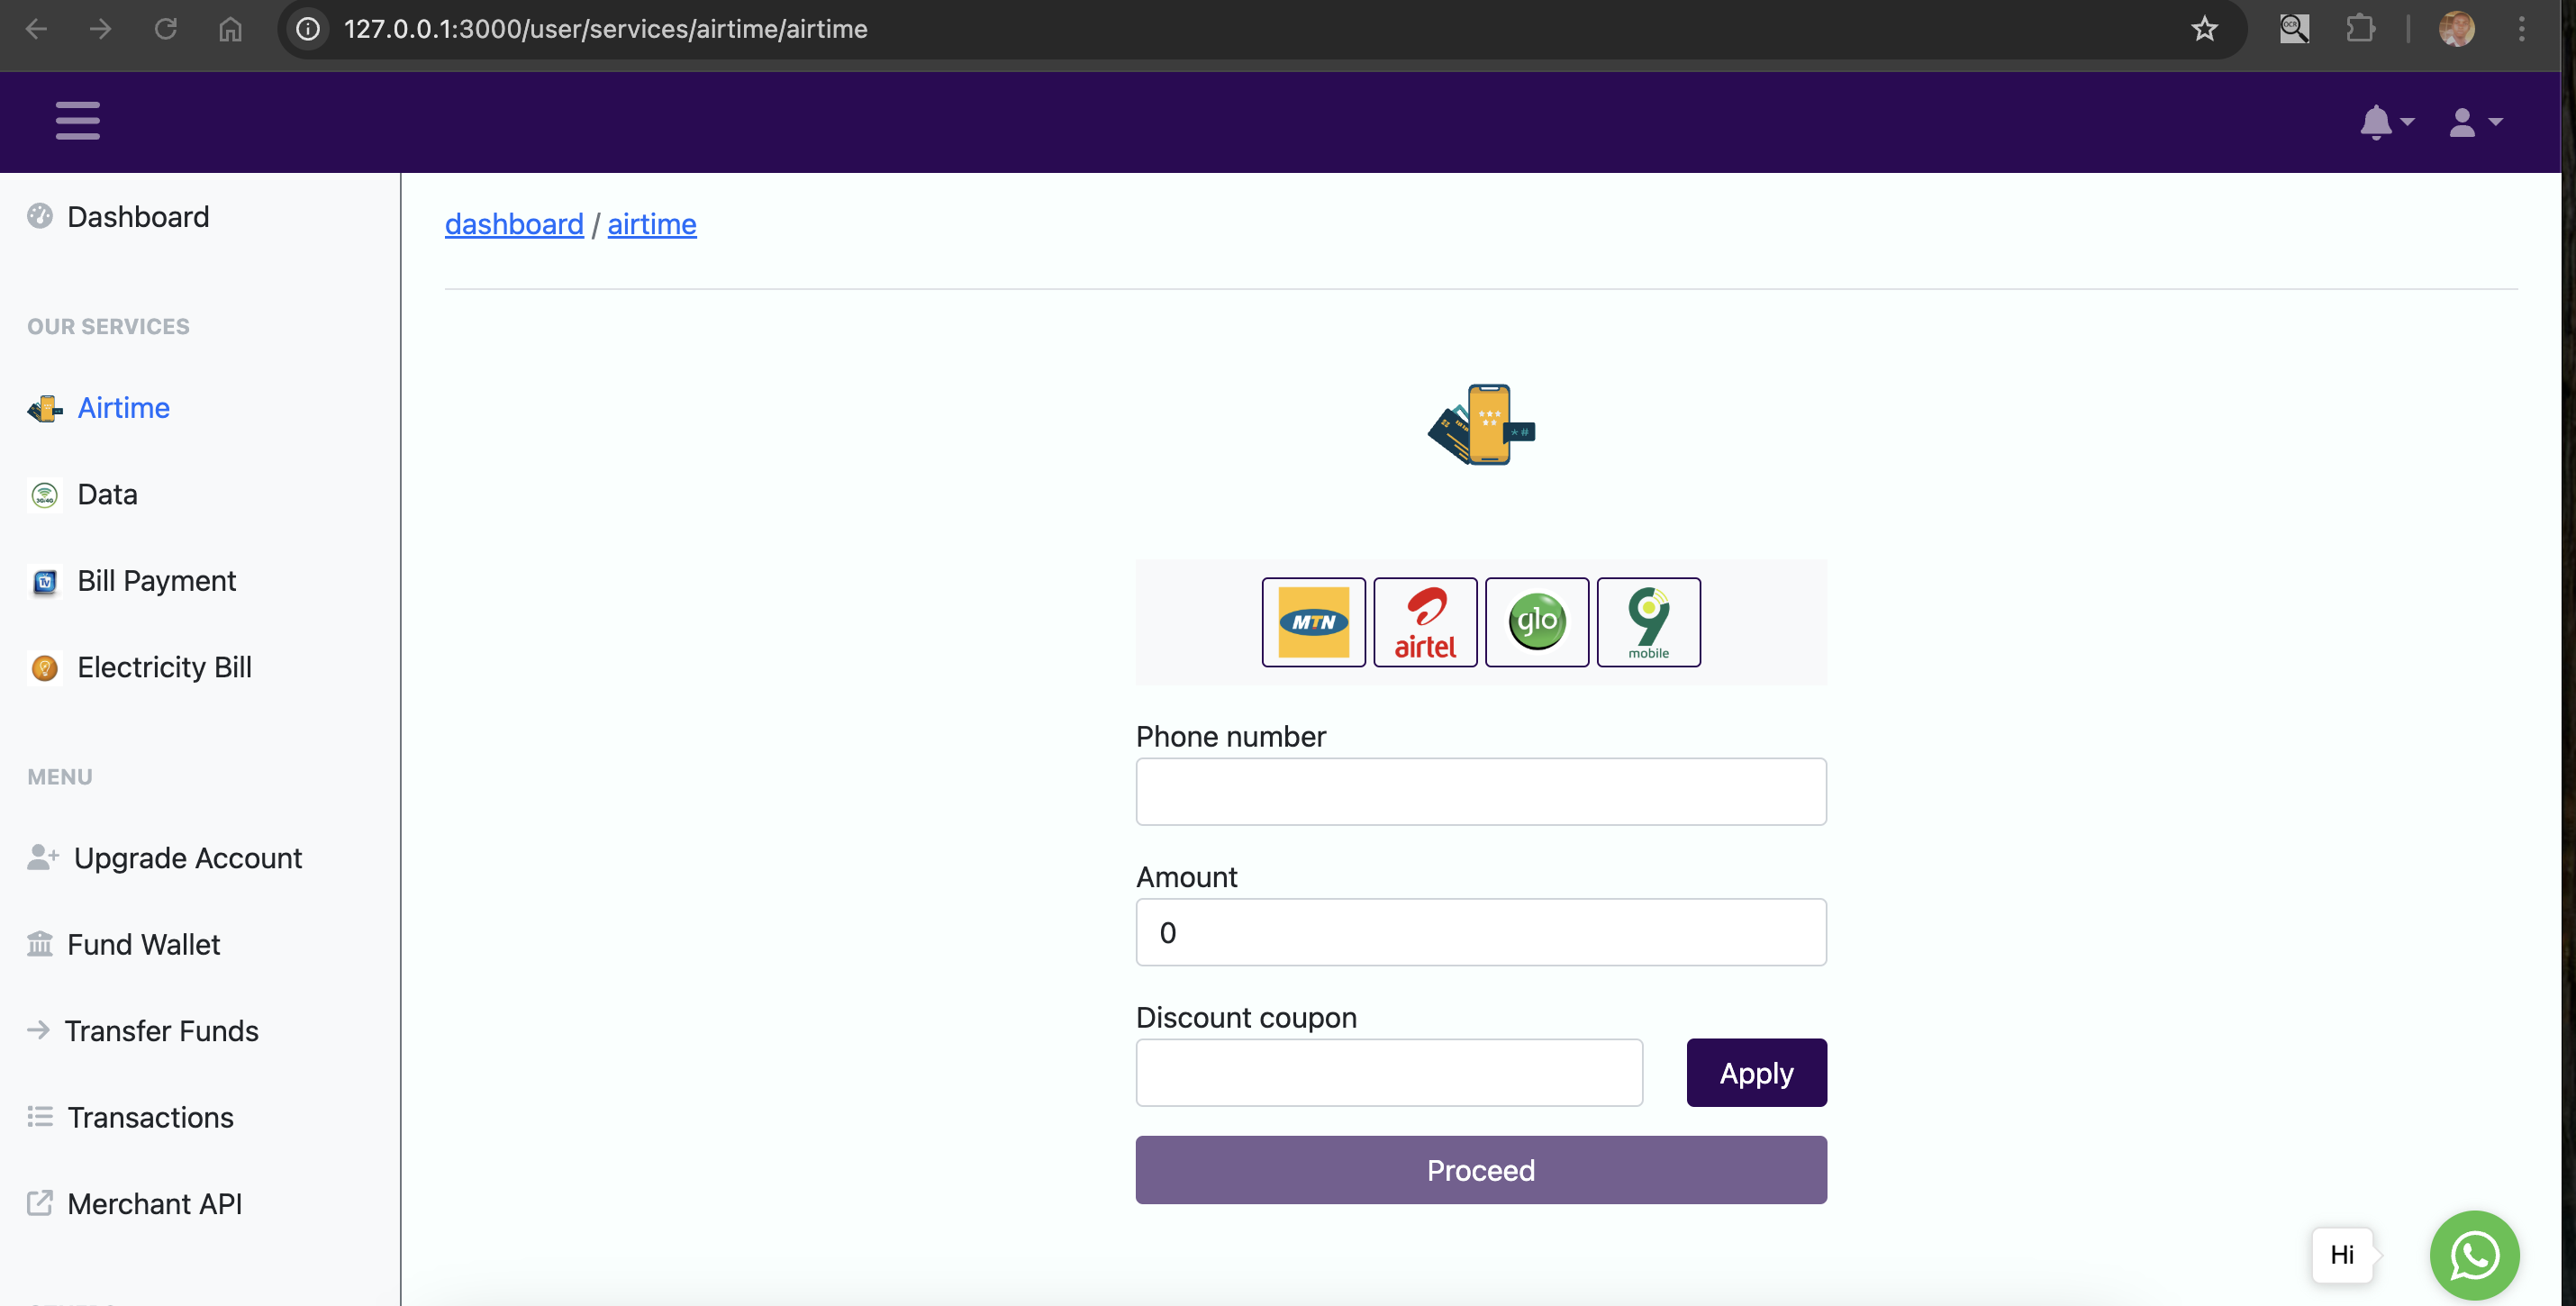 127.0.0.1:3000/user/services/airtime/airtime
Dashboard
OUR SERVICES
Airtime
Data
Bill Payment
Electricity Bill
MENU
Upgrade Account
Fund Wallet
Transfer Funds
Transactions
Merchant API
dashboard / airtime
*#
MTN
airtel
glo
9
mobile
Phone number
Amount
0
Discount coupon
Apply
Proceed
Hi